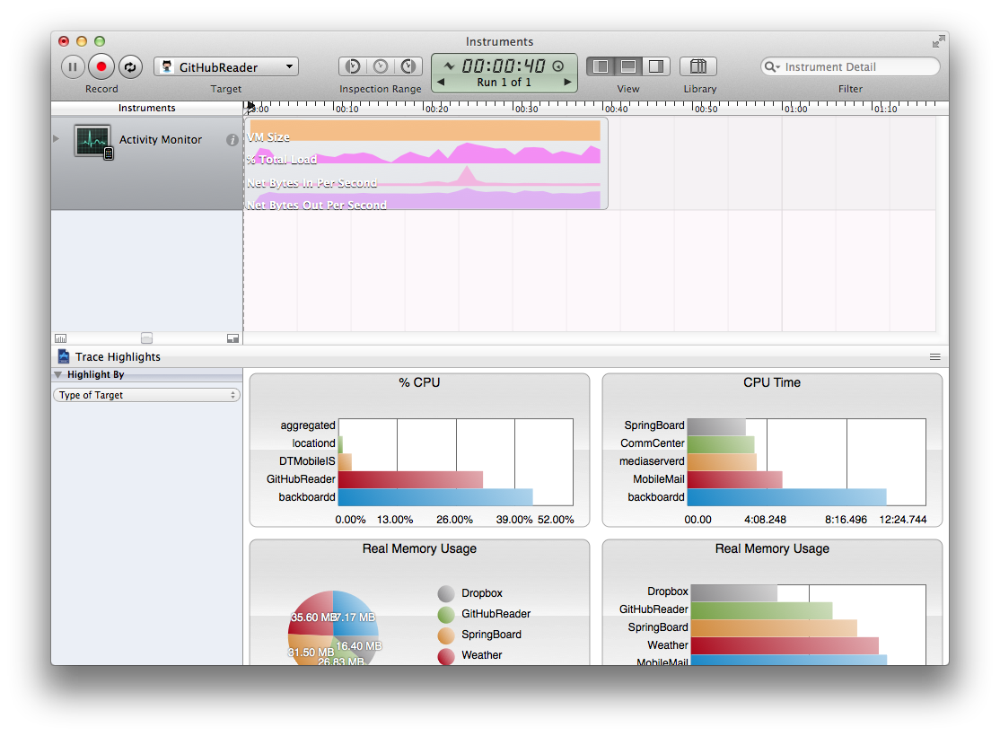 Instruments
GitHubReader
00:00:40
Run 1 of 1
Instrument Detail
Record
Target
Inspection Range
View
Library
Filter
Instruments
00:10
00:20
00:30
00:40
00:50
01:00
01:10
Activity Monitor
VM Size
% Total Load
Net Bytes In Per Second
Net Bytes Out Per Second
Trace Highlights
Highlight By
Type of Target
% CPU
aggregated
locationd
DTMobileIS
GitHubReader
backboardd
0.00% 13.00% 26.00% 39.00% 52.00%
CPU Time
SpringBoard
CommCenter
mediaserverd
MobileMail
backboardd
00.00 4:08.248 8:16.496 12:24.744
Real Memory Usage
35.60 MB
37.17 MB
16.40 MB
31.50 MB
26.83 MB
Dropbox
GitHubReader
SpringBoard
Weather
Real Memory Usage
Dropbox
GitHubReader
SpringBoard
Weather
MobileMail